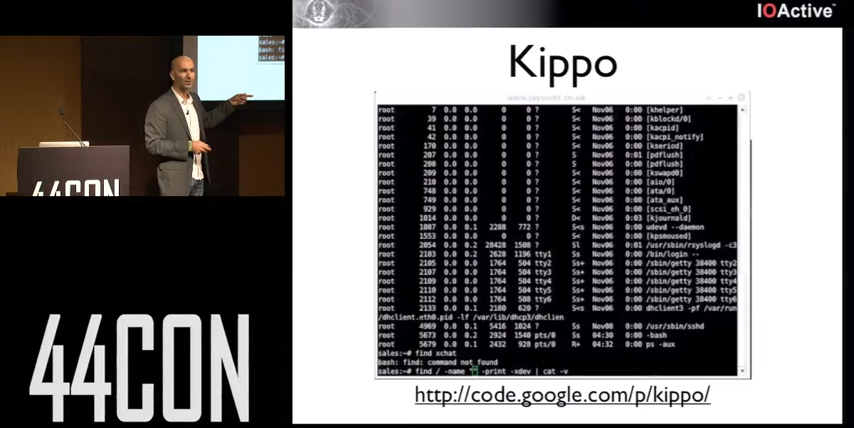 IOActive™
Kippo
www.jayscott.co.uk
root 7 0.0 0.0 0 0 ? S< Nov06 0:00 [khelper]
root 39 0.0 0.0 0 0 ? S< Nov06 0:00 [kblockd/0]
root 41 0.0 0.0 0 0 ? S< Nov06 0:00 [kacpid]
root 42 0.0 0.0 0 0 ? S< Nov06 0:00 [kacpi_notify]
root 170 0.0 0.0 0 0 ? S< Nov06 0:00 [kseriod]
root 207 0.0 0.0 0 0 ? S Nov06 0:01 [pdflush]
root 208 0.0 0.0 0 0 ? S Nov06 0:00 [pdflush]
root 209 0.0 0.0 0 0 ? S< Nov06 0:00 [kswapd0]
root 210 0.0 0.0 0 0 ? S< Nov06 0:00 [aio/0]
root 748 0.0 0.0 0 0 ? S< Nov06 0:00 [ata/0]
root 749 0.0 0.0 0 0 ? S< Nov06 0:00 [ata_aux]
root 929 0.0 0.0 0 0 ? S< Nov06 0:00 [scsi_eh_0]
root 1014 0.0 0.0 0 0 ? D< Nov06 0:03 [kjournald]
root 1087 0.0 0.1 2288 772 ? S<s Nov06 0:00 udevd --daemon
root 1553 0.0 0.0 0 0 ? S< Nov06 0:00 [kpsmoused]
root 2054 0.0 0.2 28428 1508 ? Sl Nov06 0:01 /usr/sbin/rsyslogd -c3
root 2103 0.0 0.2 2628 1196 tty1 Ss Nov06 0:00 /bin/login --
root 2105 0.0 0.0 1764 504 tty2 Ss+ Nov06 0:00 /sbin/getty 38400 tty2
root 2107 0.0 0.0 1764 504 tty3 Ss+ Nov06 0:00 /sbin/getty 38400 tty3
root 2109 0.0 0.0 1764 504 tty4 Ss+ Nov06 0:00 /sbin/getty 38400 tty4
root 2110 0.0 0.0 1764 504 tty5 Ss+ Nov06 0:00 /sbin/getty 38400 tty5
root 2112 0.0 0.0 1764 508 tty6 Ss+ Nov06 0:00 /sbin/getty 38400 tty6
root 2133 0.0 0.1 2180 620 ? S<s Nov06 0:00 dhclient3 -pf /var/run
/dhclient.eth0.pid -lf /var/lib/dhcp3/dhclien
root 4969 0.0 0.1 5416 1024 ? Ss Nov08 0:00 /usr/sbin/sshd
root 5673 0.0 0.2 2924 1540 pts/0 Ss 04:30 0:00 -bash
root 5679 0.0 0.1 2432 928 pts/0 R+ 04:32 0:00 ps -aux
sales:~# find xchat
bash: find: command not found
sales:~# find / -name "" -print -xdev | cat -v
http://code.google.com/p/kippo/
sales:~#
bash: fi
sales:~#
44CON
44CON